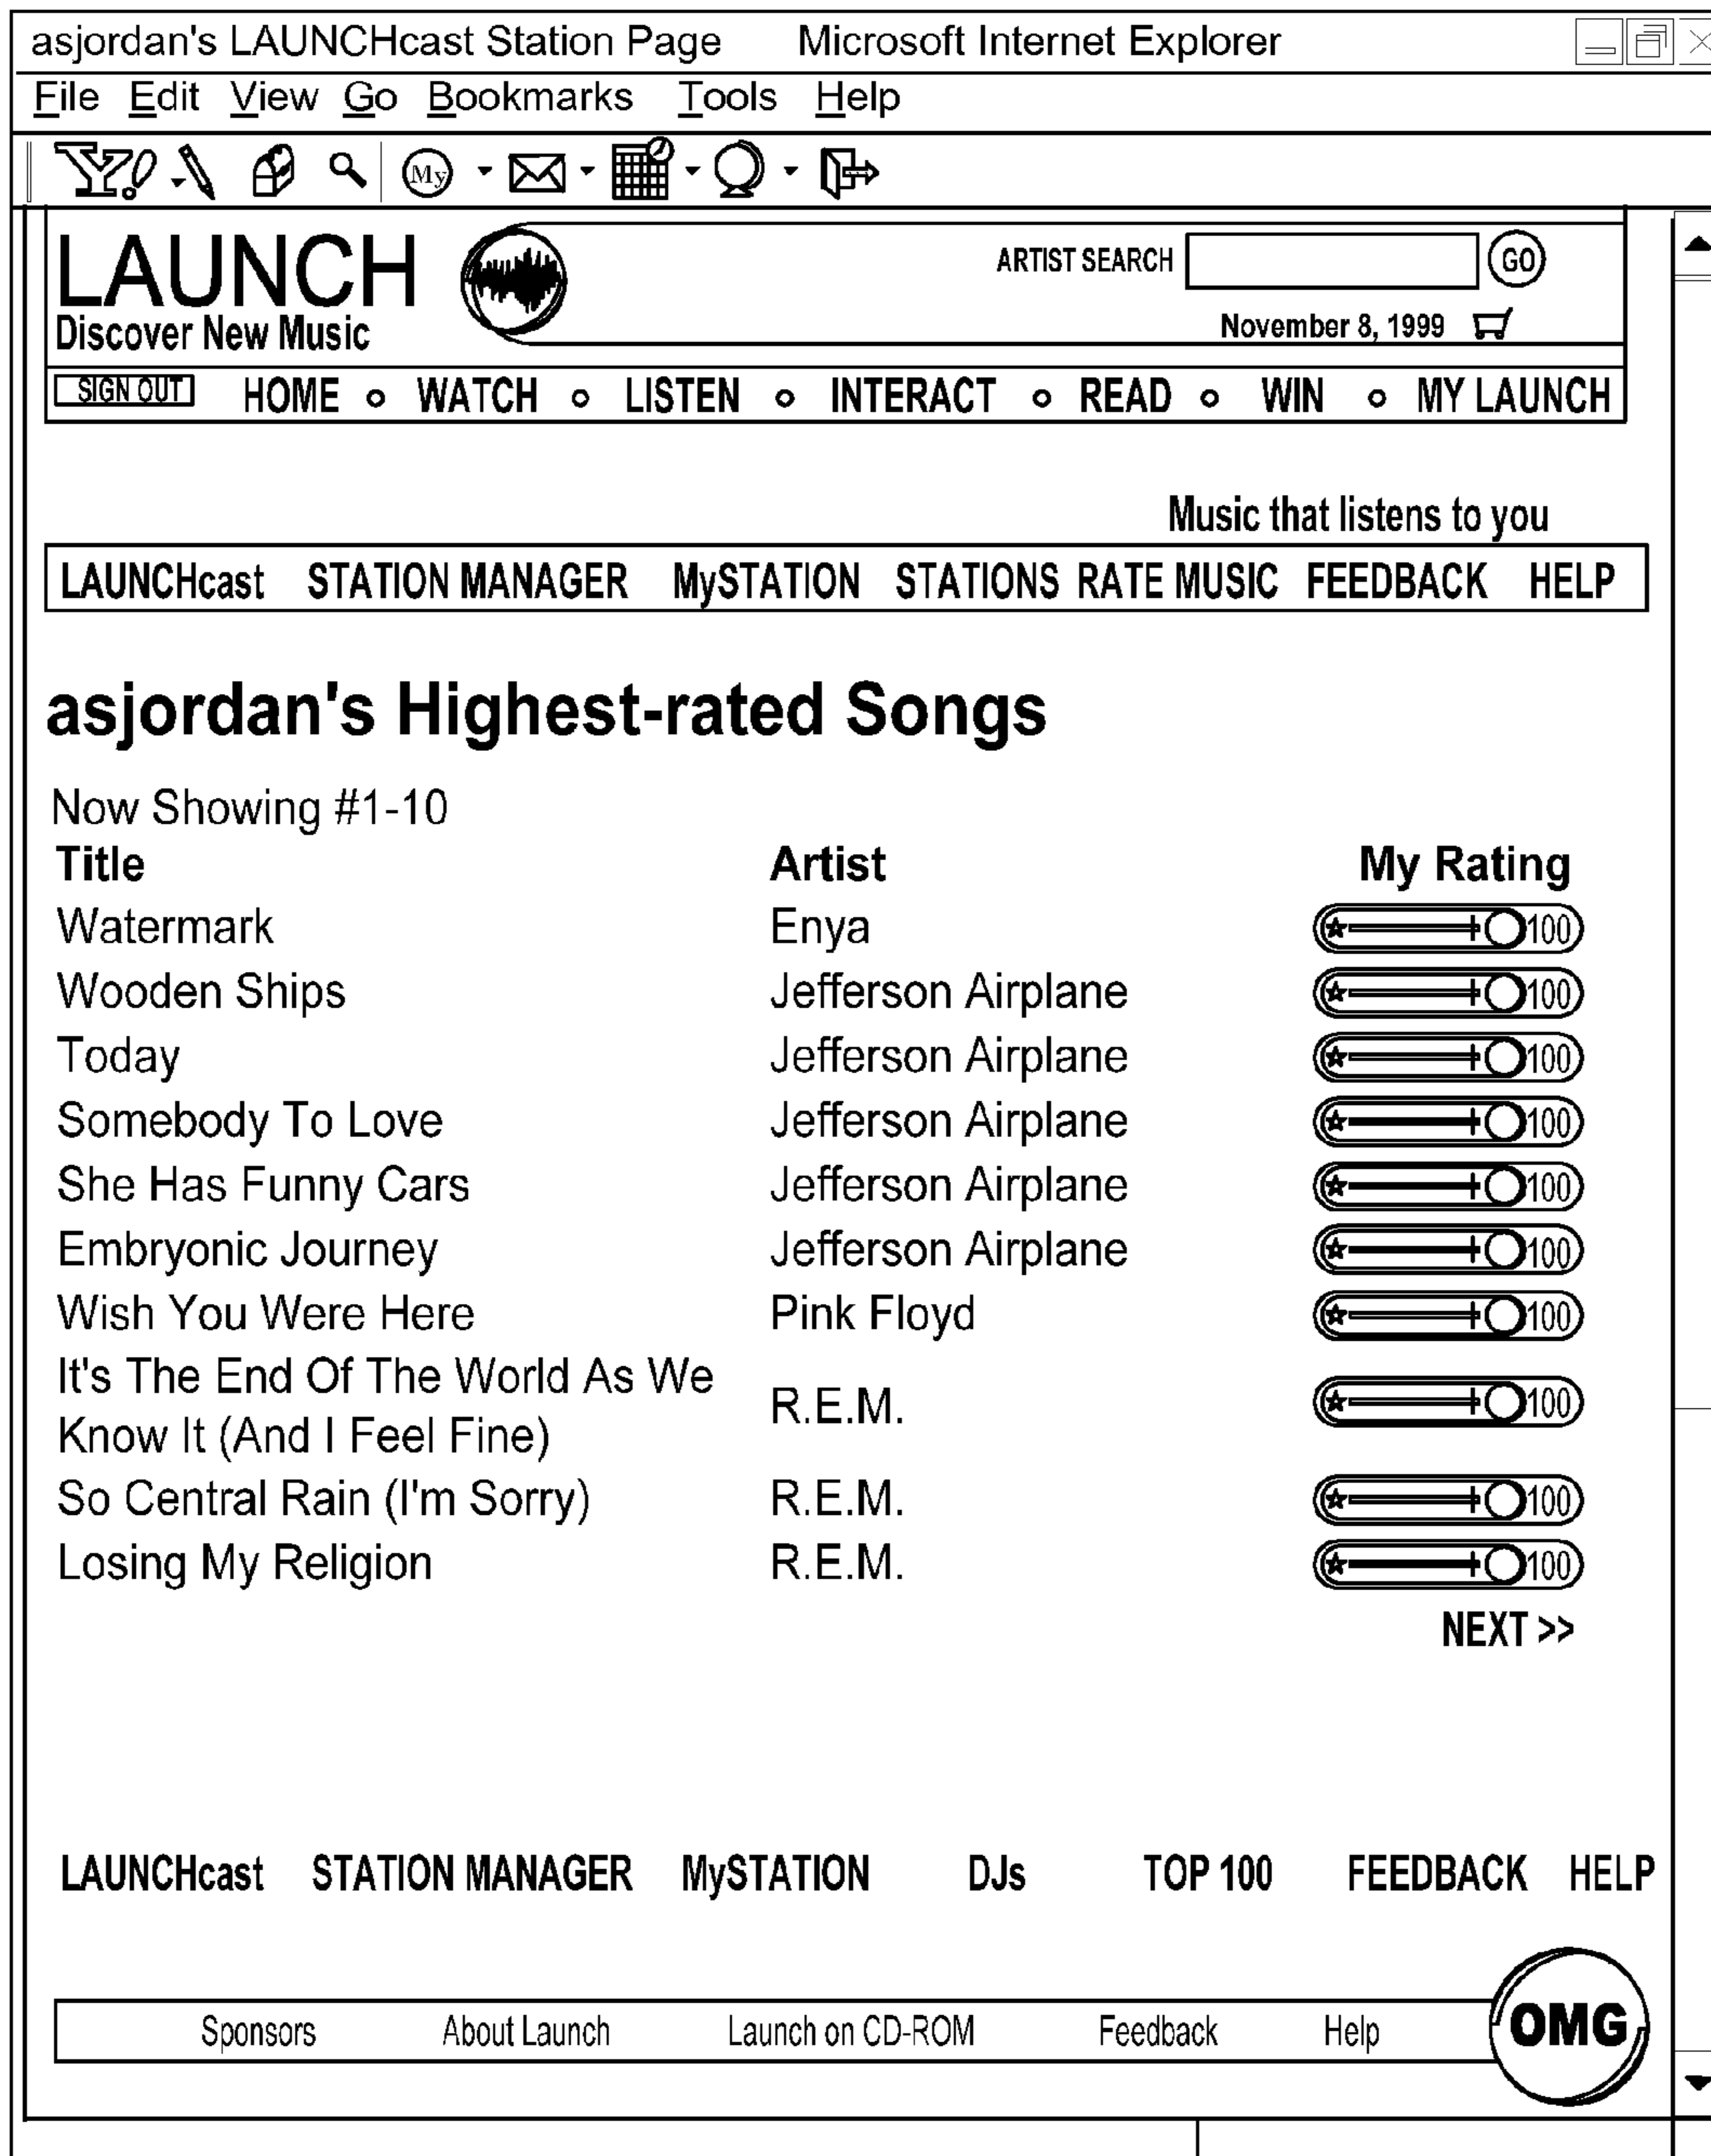 asjordan's LAUNCHcast Station Page Microsoft Internet Explorer
File Edit View Go Bookmarks Tools Help
Y! My
LAUNCH
ARTIST SEARCH GO
Discover New Music
November 8, 1999
SIGN OUT HOME WATCH LISTEN INTERACT READ WIN MY LAUNCH
Music that listens to you
LAUNCHcast STATION MANAGER MySTATION STATIONS RATE MUSIC FEEDBACK HELP
asjordan's Highest-rated Songs
Now Showing #1-10
Title Artist My Rating
Watermark Enya 100
Wooden Ships Jefferson Airplane 100
Today Jefferson Airplane 100
Somebody To Love Jefferson Airplane 100
She Has Funny Cars Jefferson Airplane 100
Embryonic Journey Jefferson Airplane 100
Wish You Were Here Pink Floyd 100
It's The End Of The World As We
Know It (And I Feel Fine) R.E.M. 100
So Central Rain (I'm Sorry) R.E.M. 100
Losing My Religion R.E.M. 100
NEXT >>
LAUNCHcast STATION MANAGER MySTATION DJs TOP 100 FEEDBACK HELP
Sponsors About Launch Launch on CD-ROM Feedback Help OMG